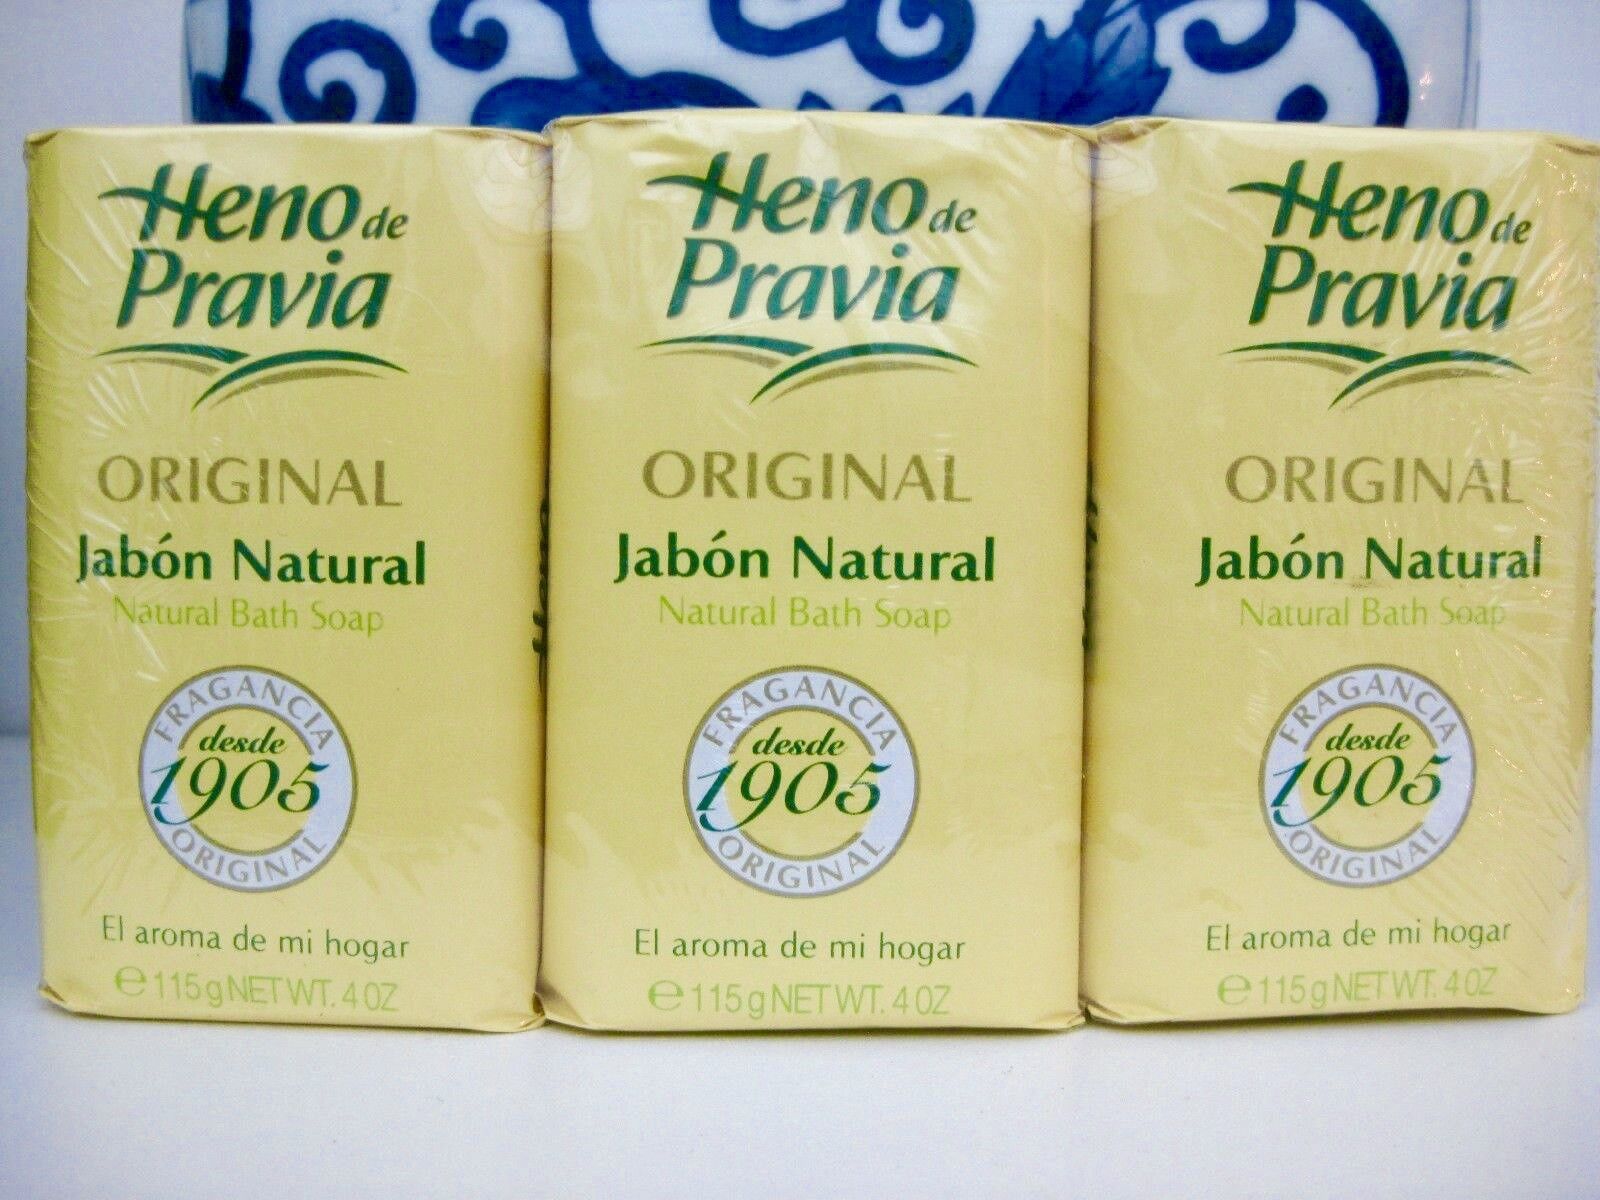 Heno de
Pravia
ORIGINAL
Jabón Natural
Natural Bath Soap
FRAGANCIA
desde
1905
ORIGINAL
El aroma de mi hogar
℮ 115g NET WT. 4 OZ
Heno de
Pravia
ORIGINAL
Jabón Natural
Natural Bath Soap
FRAGANCIA
desde
1905
ORIGINAL
El aroma de mi hogar
℮ 115g NET WT. 4 OZ
Heno de
Pravia
ORIGINAL
Jabón Natural
Natural Bath Soap
FRAGANCIA
desde
1905
ORIGINAL
El aroma de mi hogar
℮ 115g NET WT. 4 OZ